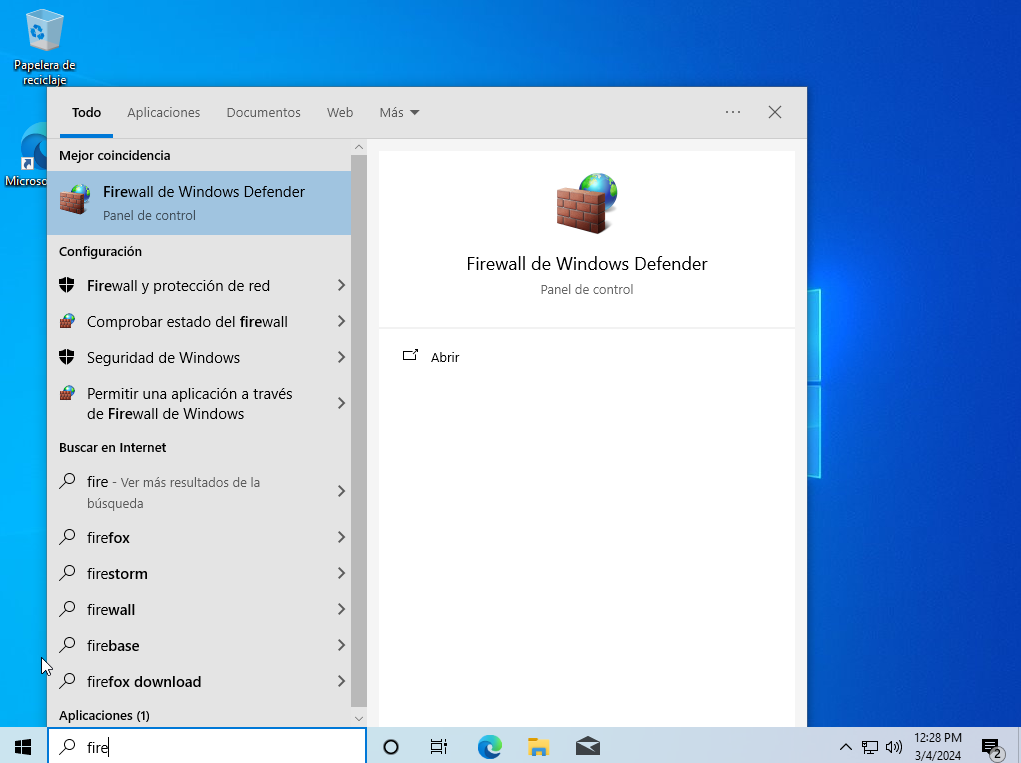 Papelera de
reciclaje
Microso
Todo
Aplicaciones
Documentos
Web
Más
Mejor coincidencia
Firewall de Windows Defender
Panel de control
Configuración
Firewall y protección de red
Comprobar estado del firewall
Seguridad de Windows
Permitir una aplicación a través
de Firewall de Windows
Buscar en Internet
fire - Ver más resultados de la
búsqueda
firefox
firestorm
firewall
firebase
firefox download
Aplicaciones (1)
Firewall de Windows Defender
Panel de control
Abrir
fire
12:28 PM
3/4/2024
2